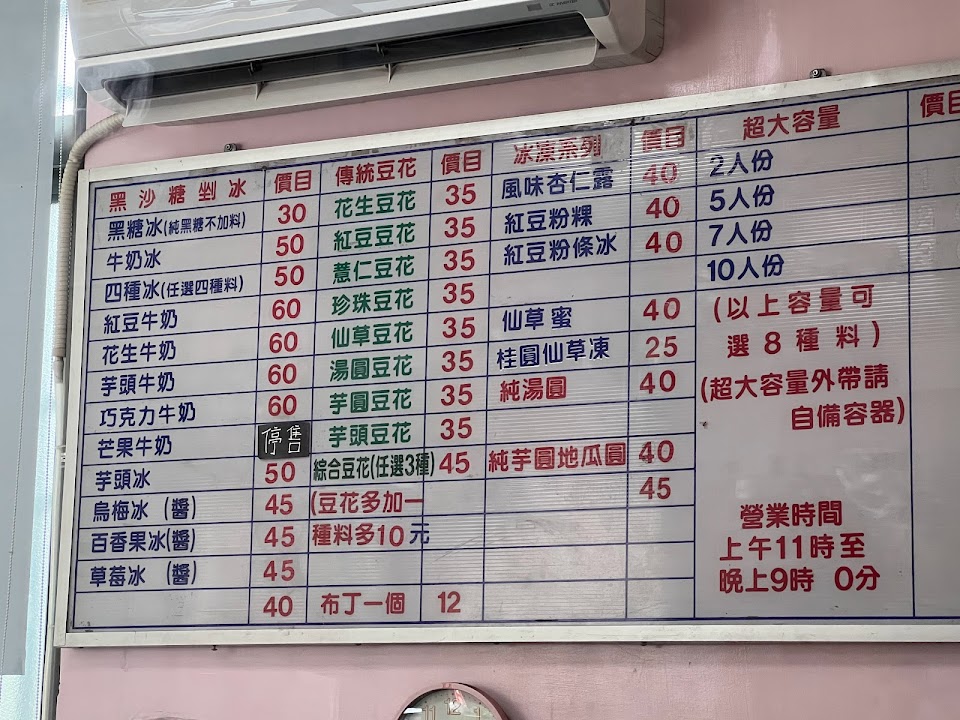 黑沙糖剉冰 價目
黑糖冰(純黑糖不加料) 30
牛奶冰 50
四種冰(任選四種料) 50
紅豆牛奶 60
花生牛奶 60
芋頭牛奶 60
巧克力牛奶 60
芒果牛奶 停售
芋頭冰 50
烏梅冰 (醬) 45
百香果冰(醬) 45
草莓冰 (醬) 45
40
傳統豆花 價目
花生豆花 35
紅豆豆花 35
薏仁豆花 35
珍珠豆花 35
仙草豆花 35
湯圓豆花 35
芋圓豆花 35
芋頭豆花 35
綜合豆花(任選3種) 45
(豆花多加一
種料多10元
布丁一個 12
冰凍系列 價目
風味杏仁露 40
紅豆粉粿 40
紅豆粉條冰 40
仙草蜜 40
桂圓仙草凍 25
純湯圓 40
純芋圓地瓜圓 40
45
超大容量 價目
2人份
5人份
7人份
10人份
(以上容量可
選8種料)
(超大容量外帶請
自備容器)
營業時間
上午11時至
晚上9時 0分